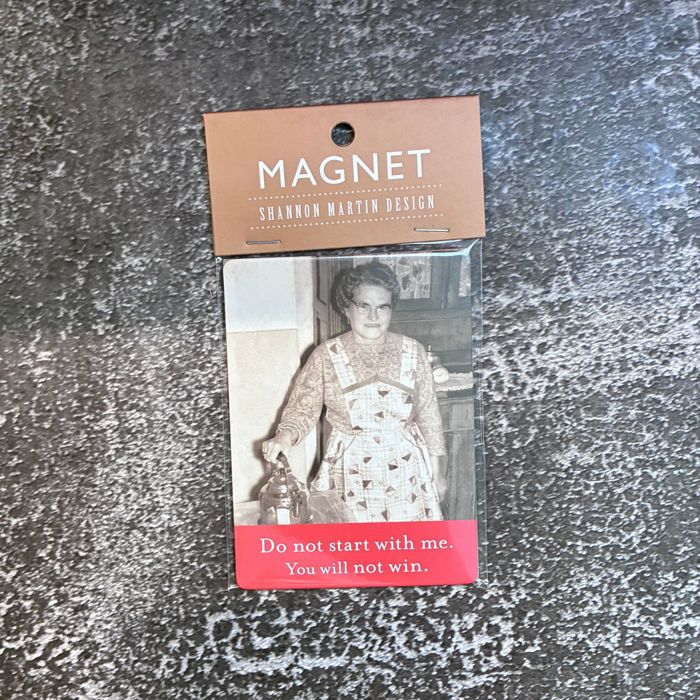 MAGNET
SHANNON MARTIN DESIGN
Do not start with me.
You will not win.